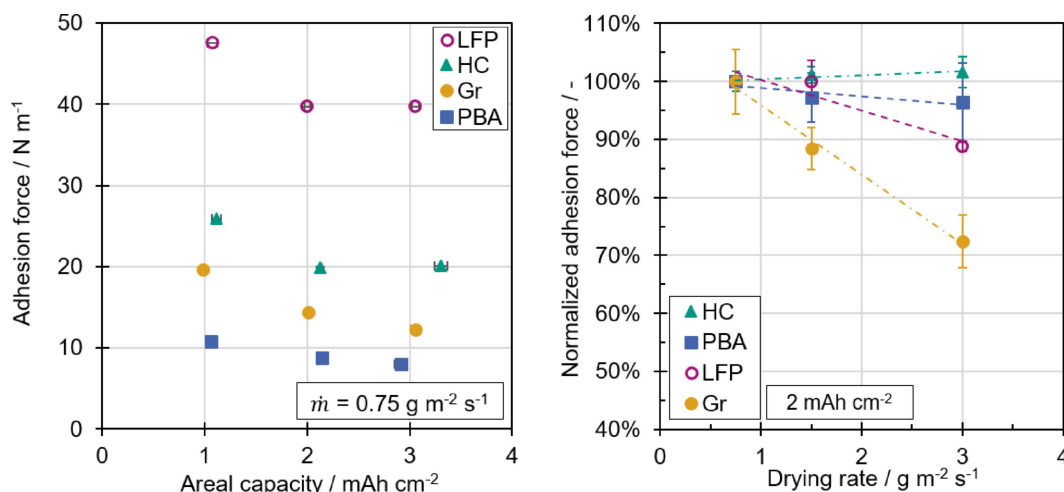 Adhesion force / N m⁻¹
50
40
30
20
10
0
LFP
HC
Gr
PBA
ṁ = 0.75 g m⁻² s⁻¹
0 1 2 3 4
Areal capacity / mAh cm⁻²
Normalized adhesion force / -
110%
100%
90%
80%
70%
60%
50%
40%
HC
PBA
LFP
Gr
2 mAh cm⁻²
0 1 2 3 4
Drying rate / g m⁻² s⁻¹